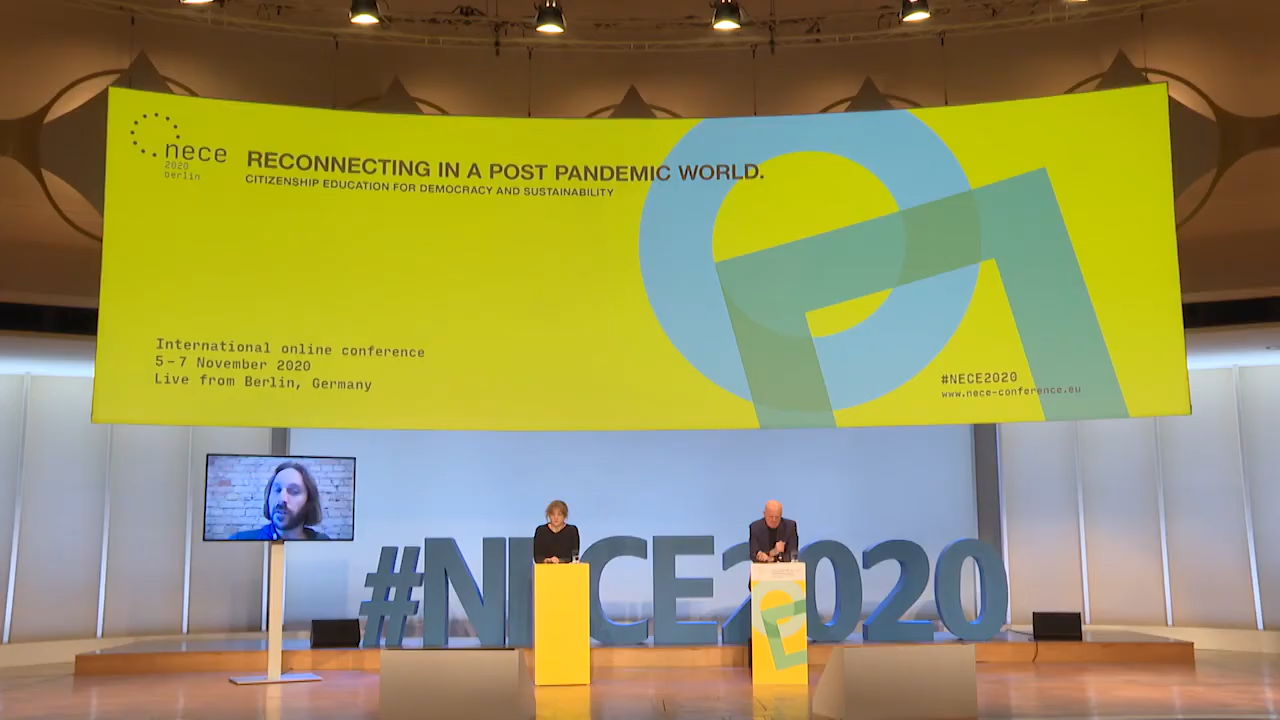 nece
2020
berlin
RECONNECTING IN A POST PANDEMIC WORLD.
CITIZENSHIP EDUCATION FOR DEMOCRACY AND SUSTAINABILITY
International online conference
5-7 November 2020
Live from Berlin, Germany
#NECE2020
www.nece-conference.eu
#NECE2020